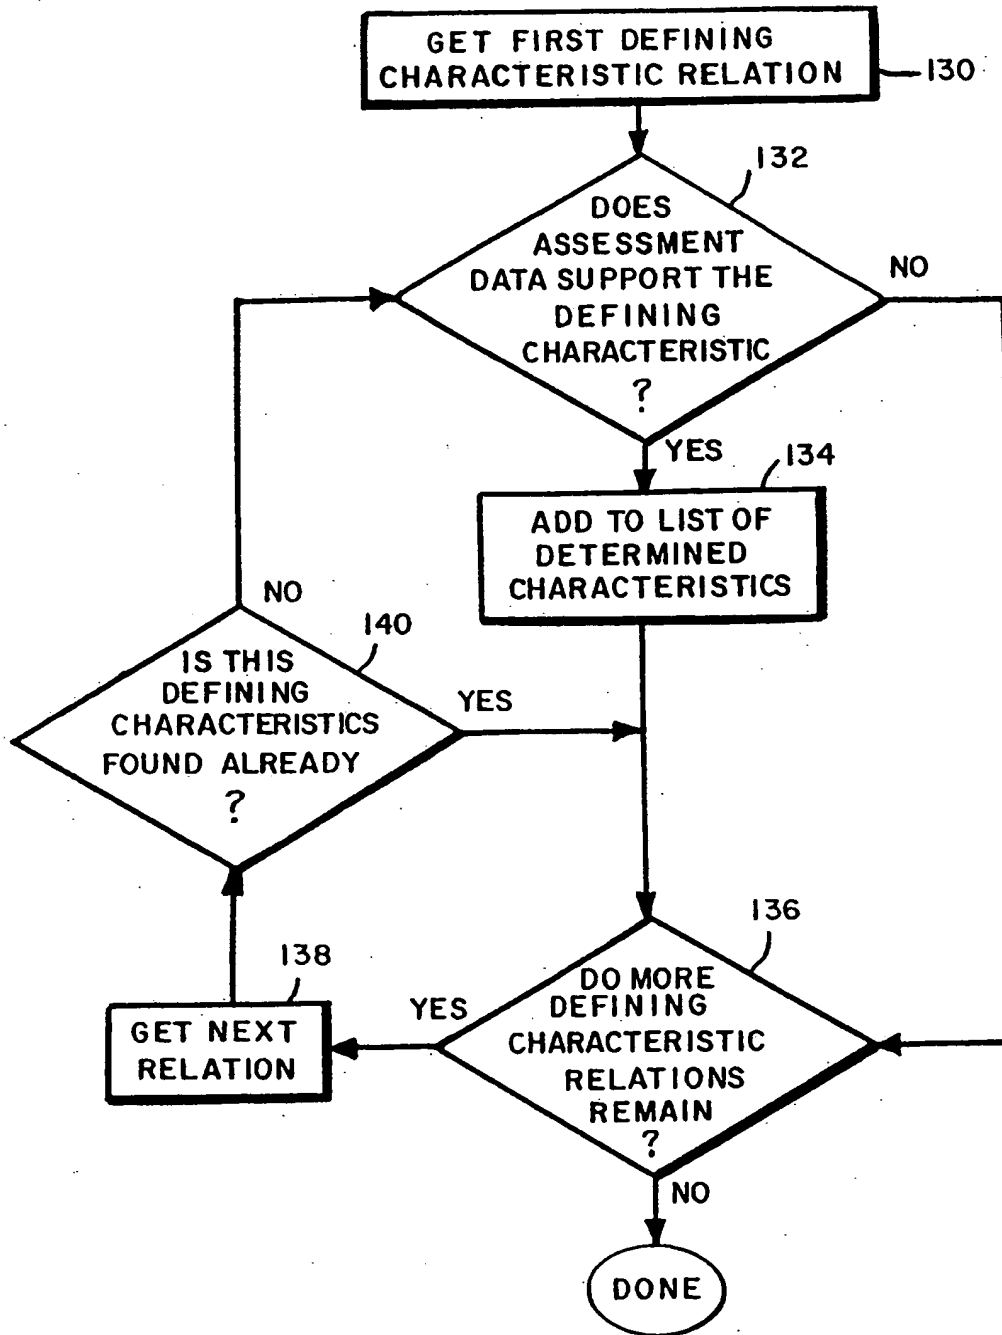 GET FIRST DEFINING
CHARACTERISTIC RELATION
130
132
DOES
ASSESSMENT
DATA SUPPORT THE
DEFINING
CHARACTERISTIC
?
NO
YES
134
ADD TO LIST OF
DETERMINED
CHARACTERISTICS
NO
140
IS THIS
DEFINING
CHARACTERISTICS
FOUND ALREADY
?
YES
136
DO MORE
DEFINING
CHARACTERISTIC
RELATIONS
REMAIN
?
YES
138
GET NEXT
RELATION
NO
DONE